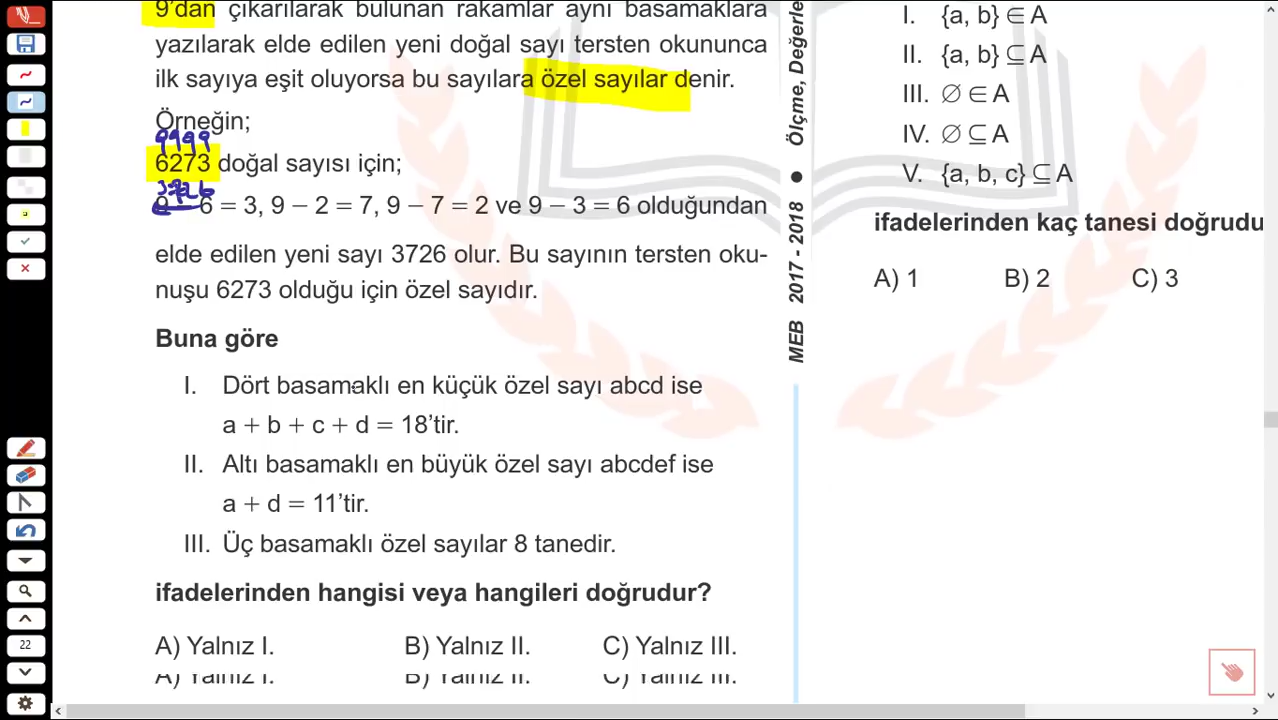 9’dan çıkarılarak bulunan rakamlar aynı basamaklara
yazılarak elde edilen yeni doğal sayı tersten okununca
ilk sayıya eşit oluyorsa bu sayılara özel sayılar denir.
Örneğin;
9999
6273 doğal sayısı için;
3726
9 – 6 = 3, 9 – 2 = 7, 9 – 7 = 2 ve 9 – 3 = 6 olduğundan
elde edilen yeni sayı 3726 olur. Bu sayının tersten oku-
nuşu 6273 olduğu için özel sayıdır.
Buna göre
I. Dört basamaklı en küçük özel sayı abcd ise
a + b + c + d = 18’tir.
II. Altı basamaklı en büyük özel sayı abcdef ise
a + d = 11’tir.
III. Üç basamaklı özel sayılar 8 tanedir.
ifadelerinden hangisi veya hangileri doğrudur?
A) Yalnız I. B) Yalnız II. C) Yalnız III.
A) Yalnız I. B) Yalnız II. C) Yalnız III.
MEB 2017 - 2018 ● Ölçme, Değerle
I. {a, b} ∈ A
II. {a, b} ⊆ A
III. ∅ ∈ A
IV. ∅ ⊆ A
V. {a, b, c} ⊆ A
ifadelerinden kaç tanesi doğrudu
A) 1 B) 2 C) 3
22